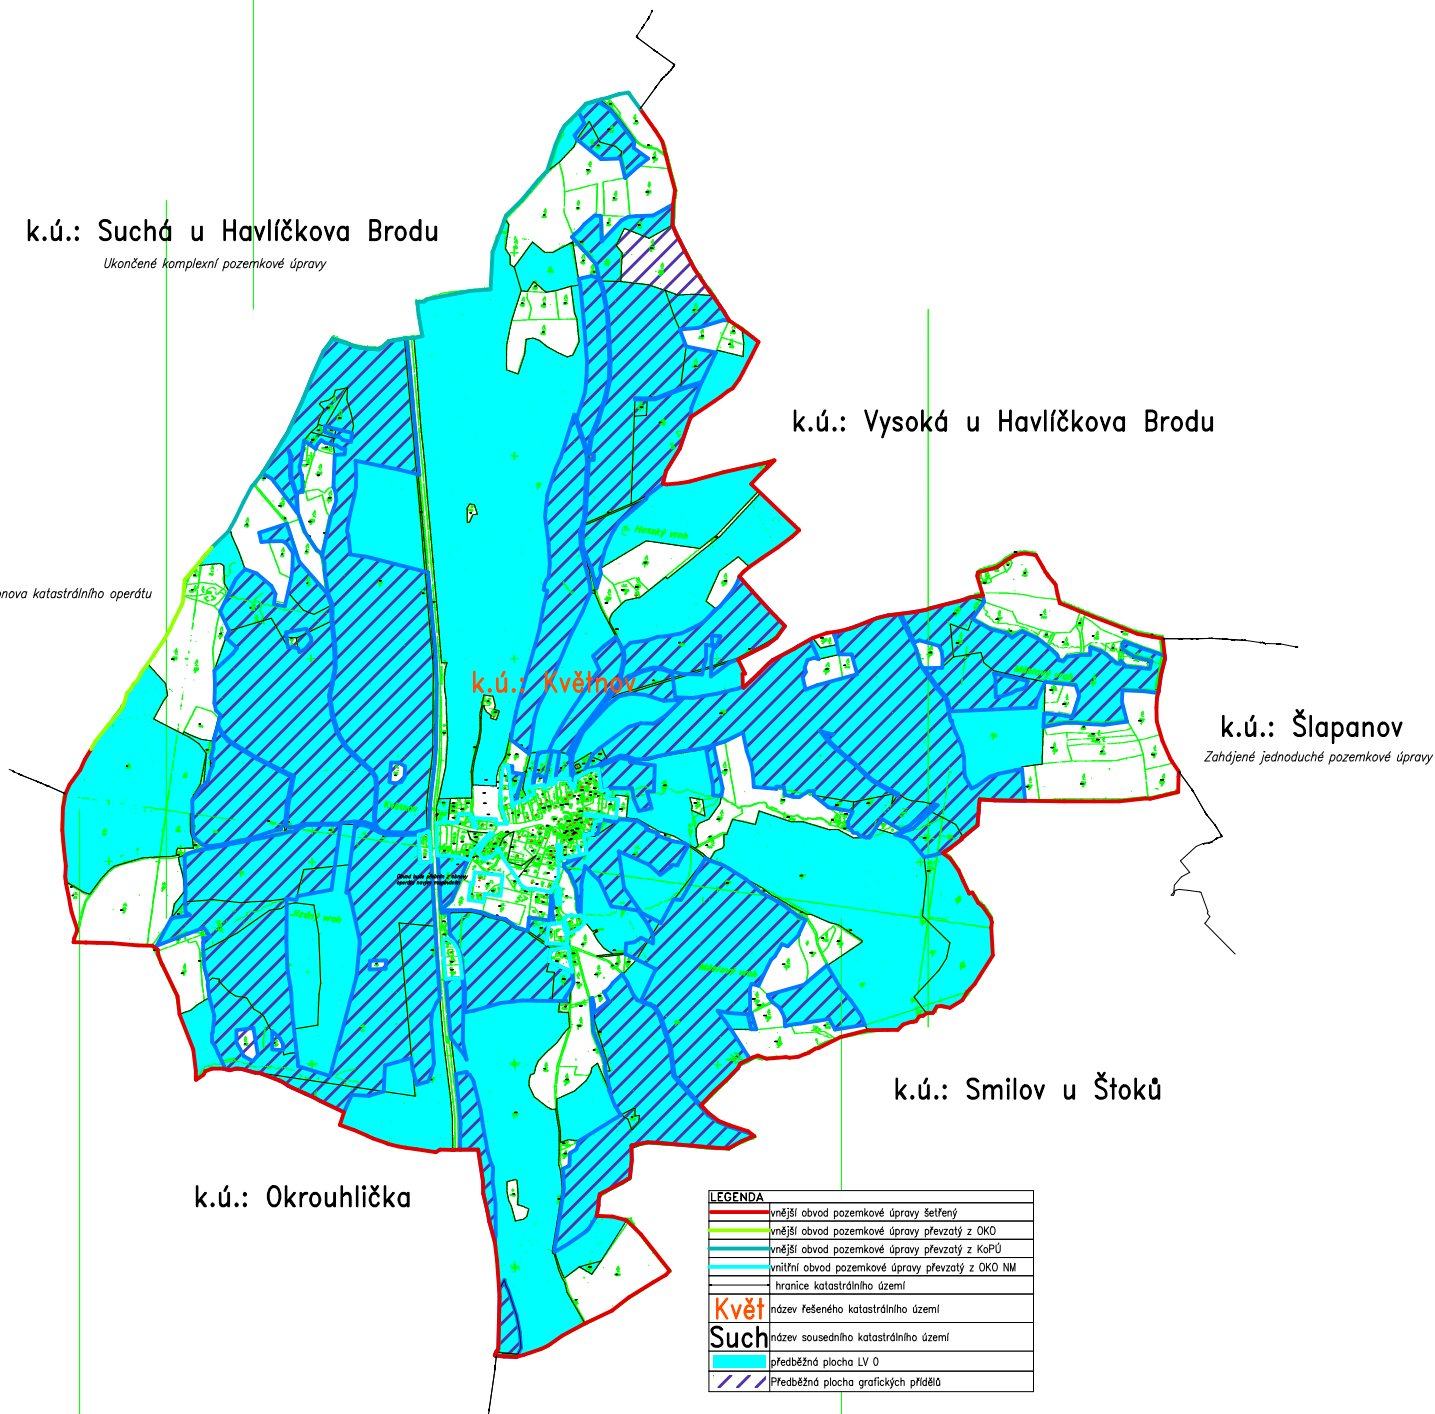 k.ú.: Suchá u Havlíčkova Brodu
Ukončené komplexní pozemkové úpravy
k.ú.: Vysoká u Havlíčkova Brodu
Hatský vrch
nova katastrálního operátu
k.ú.: Květnov
k.ú.: Šlapanov
Zahájené jednoduché pozemkové úpravy
k.ú.: Smilov u Štoků
k.ú.: Okrouhlička
LEGENDA
vnější obvod pozemkové úpravy šetřený
vnější obvod pozemkové úpravy převzatý z OKO
vnější obvod pozemkové úpravy převzatý z KoPÚ
vnitřní obvod pozemkové úpravy převzatý z OKO NM
hranice katastrálního území
Květ název řešeného katastrálního území
Such název sousedního katastrálního území
předběžná plocha LV 0
Předběžná plocha grafických přídělů